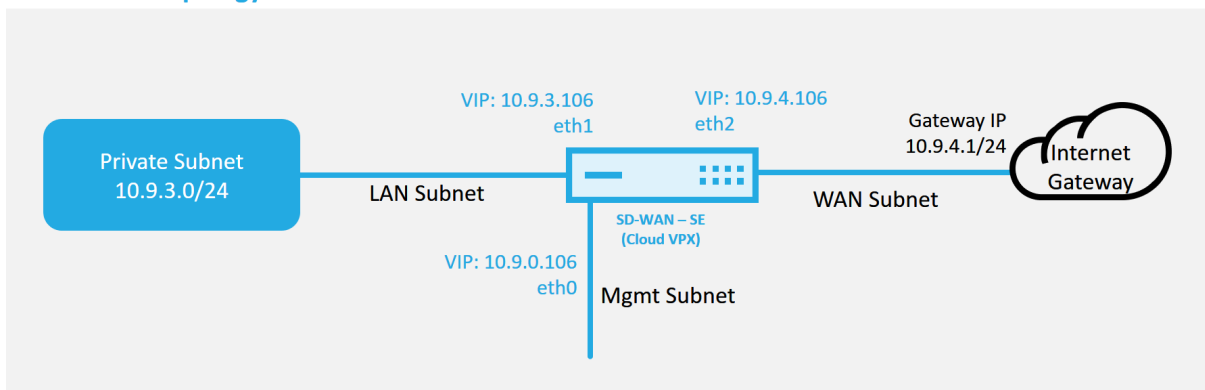 VIP: 10.9.3.106
eth1
VIP: 10.9.4.106
eth2
Gateway IP
10.9.4.1/24
Internet
Gateway
Private Subnet
10.9.3.0/24
LAN Subnet
WAN Subnet
SD-WAN – SE
(Cloud VPX)
VIP: 10.9.0.106
eth0
Mgmt Subnet